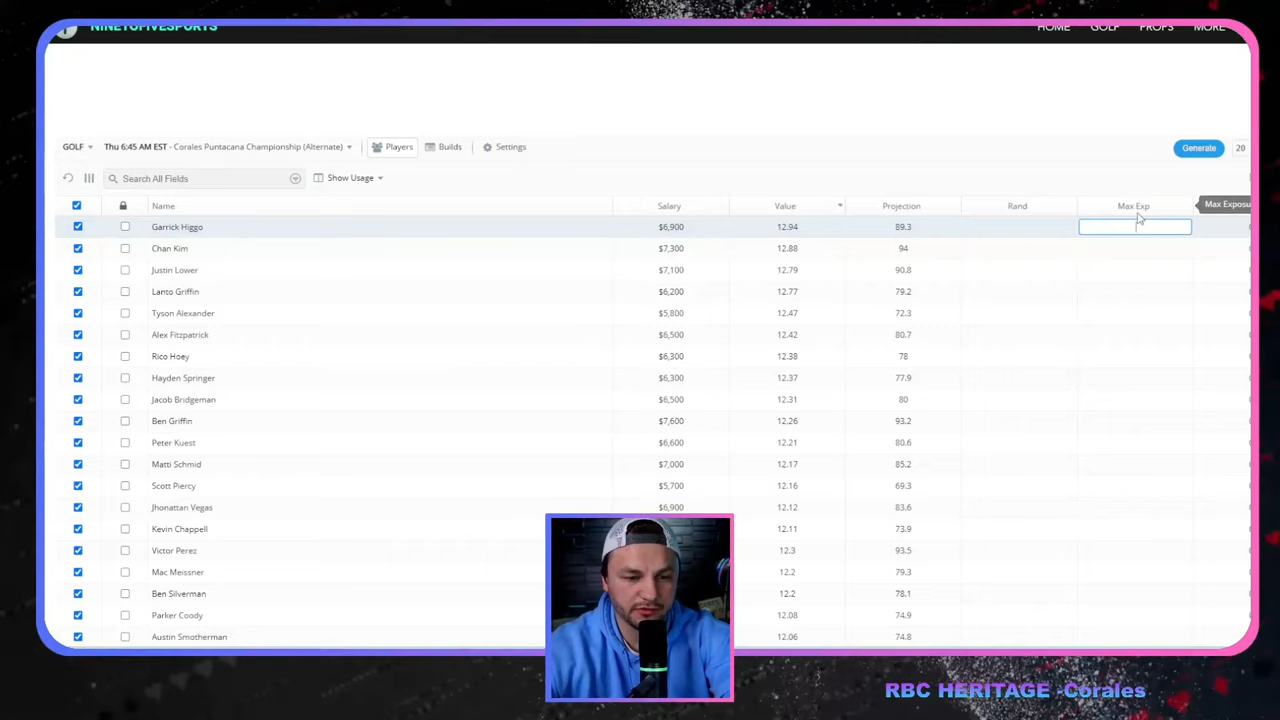 NINETOFIVESPORTS HOME GOLF PROPS MORE
GOLF Thu 6:45 AM EST - Corales Puntacana Championship (Alternate) Players Builds Settings Generate 20
Search All Fields Show Usage
Name Salary Value Projection Rand Max Exp Max Exposu
Garrick Higgo $6,900 12.94 89.3
Chan Kim $7,300 12.88 94
Justin Lower $7,100 12.79 90.8
Lanto Griffin $6,200 12.77 79.2
Tyson Alexander $5,800 12.47 72.3
Alex Fitzpatrick $6,500 12.42 80.7
Rico Hoey $6,300 12.38 78
Hayden Springer $6,300 12.37 77.9
Jacob Bridgeman $6,500 12.31 80
Ben Griffin $7,600 12.26 93.2
Peter Kuest $6,600 12.21 80.6
Matti Schmid $7,000 12.17 85.2
Scott Piercy $5,700 12.16 69.3
Jhonattan Vegas $6,900 12.12 83.6
Kevin Chappell 12.11 73.9
Victor Perez 12.3 93.5
Mac Meissner 12.2 79.3
Ben Silverman 12.2 78.1
Parker Coody 12.08 74.9
Austin Smotherman 12.06 74.8
RBC HERITAGE -Corales